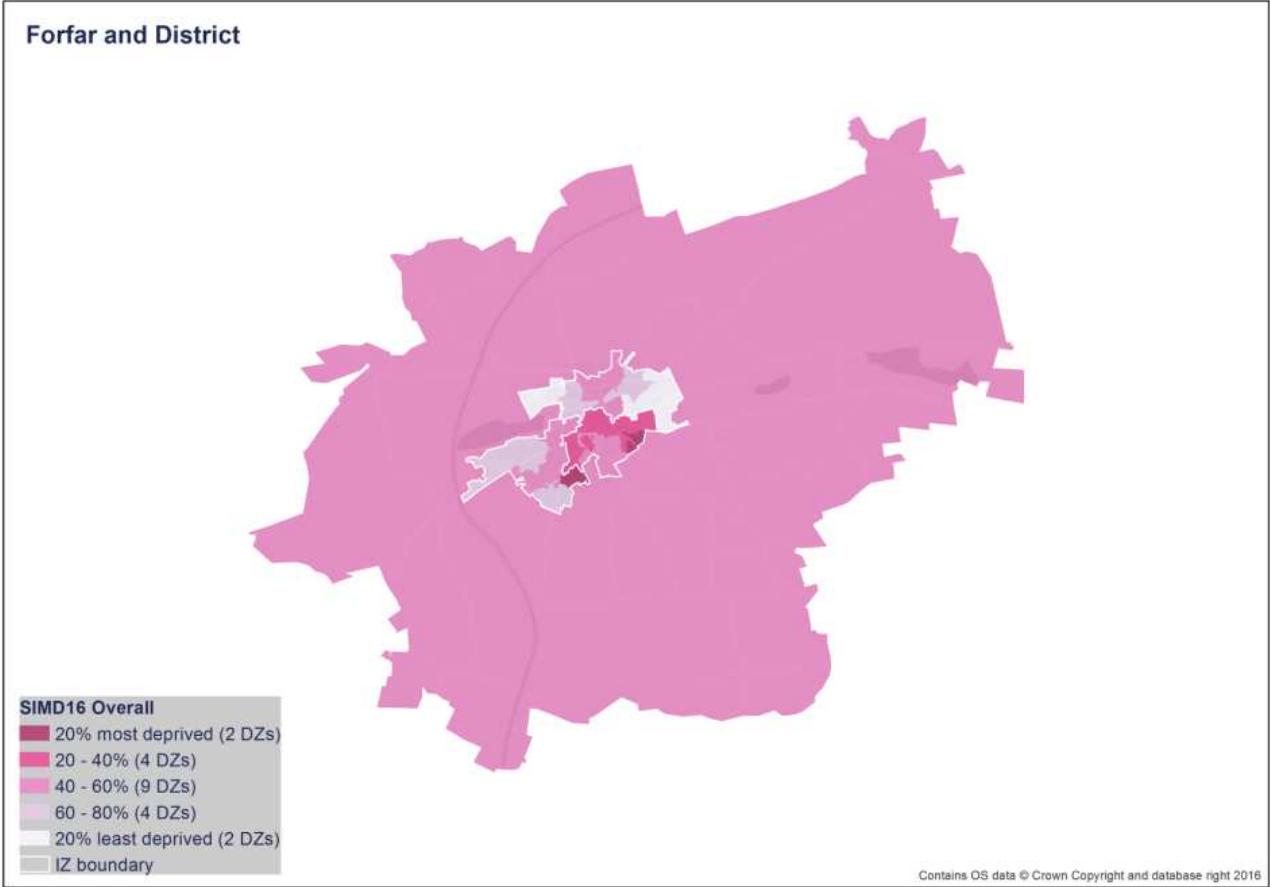 Forfar and District
SIMD16 Overall
20% most deprived (2 DZs)
20 - 40% (4 DZs)
40 - 60% (9 DZs)
60 - 80% (4 DZs)
20% least deprived (2 DZs)
IZ boundary
Contains OS data © Crown Copyright and database right 2016